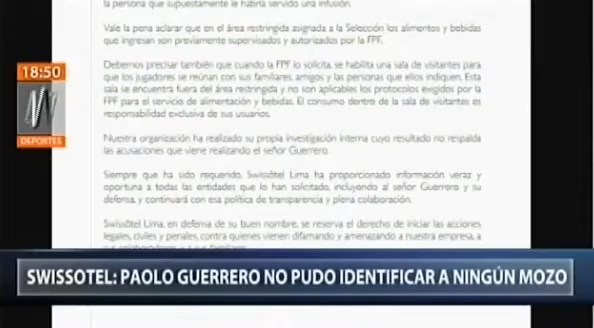 la persona que supuestamente le habría servido una infusión.
Vale la pena aclarar que en el área restringida asignada a la Selección los alimentos y bebidas
que ingresan son previamente supervisados y autorizados por la FPF.
Debemos precisar también que cuando la FPF lo solicita, se habilita una sala de visitantes para
que los jugadores se reúnan con sus familiares, amigos y las personas que ellos indiquen. Esta
sala se encuentra fuera del área restringida y no son aplicables los protocolos exigidos por la
FPF para el servicio de alimentación y bebidas. El consumo dentro de la sala de visitantes es
responsabilidad exclusiva de sus usuarios.
Nuestra organización ha realizado su propia investigación interna cuyo resultado no respalda
las acusaciones que viene realizando el señor Guerrero.
Siempre que ha sido requerido, Swissôtel Lima ha proporcionado información veraz y
oportuna a todas las entidades que lo han solicitado, incluyendo al señor Guerrero y su
defensa, y continuará con esa política de transparencia y plena colaboración.
Swissôtel Lima, en defensa de su buen nombre, se reserva el derecho de iniciar las acciones
legales, civiles y penales, contra quienes vienen difamando y amenazando a nuestra empresa, a
sus colaboradores y a sus familiares.
18:50
N
DEPORTES
SWISSOTEL: PAOLO GUERRERO NO PUDO IDENTIFICAR A NINGÚN MOZO